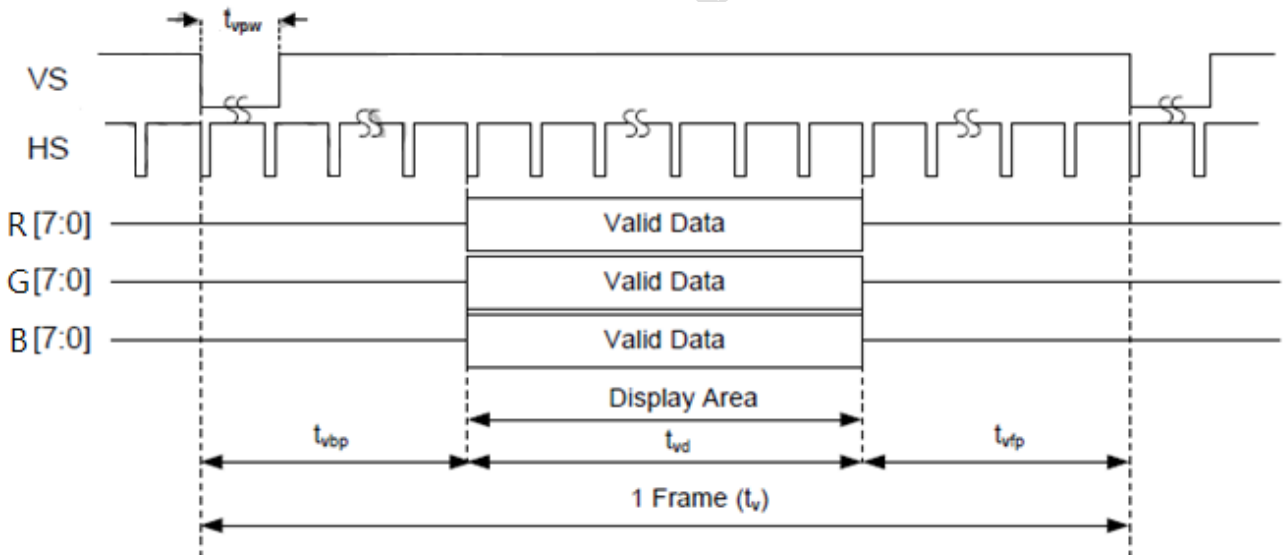 tvpw
VS
HS
R[7:0] Valid Data
G[7:0] Valid Data
B[7:0] Valid Data
Display Area
tvbp tvd tvfp
1 Frame (tv)